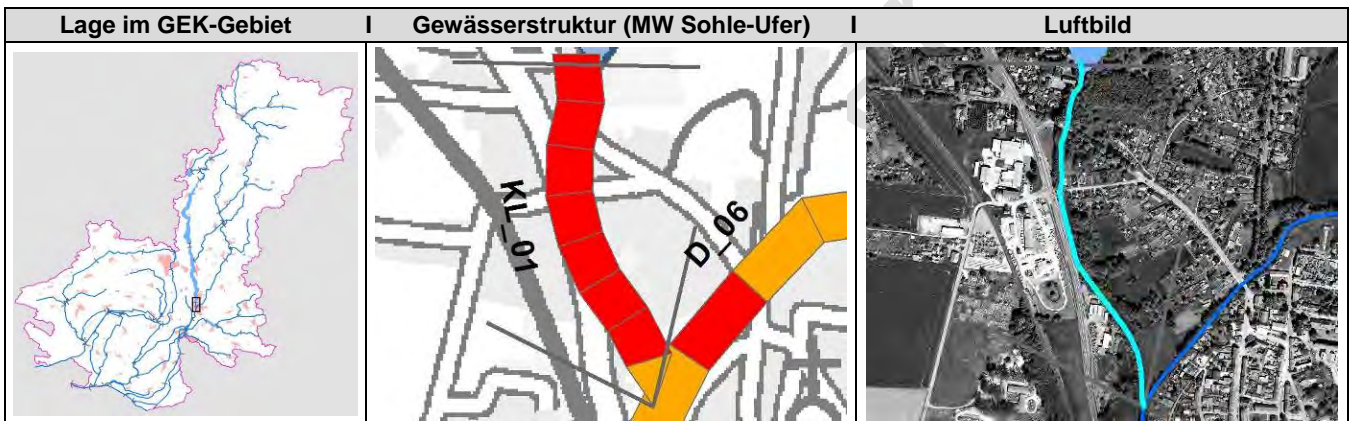 Lage im GEK-Gebiet I Gewässerstruktur (MW Sohle-Ufer) I Luftbild
KL_01
D_06